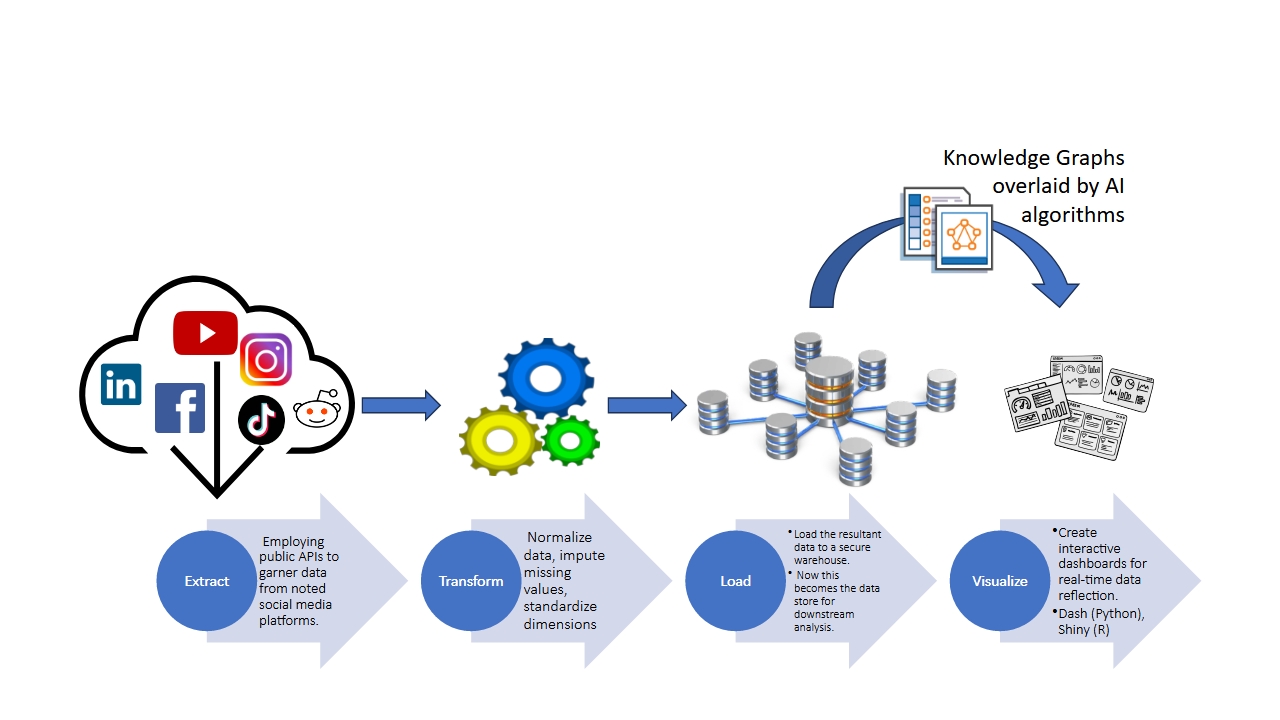 Knowledge Graphs
overlaid by AI
algorithms
in
f
Extract
Employing
public APIs to
garner data
from noted
social media
platforms.
Transform
Normalize
data, impute
missing
values,
standardize
dimensions
Load
•Load the resultant
data to a secure
warehouse.
• Now this
becomes the data
store for
downstream
analysis.
Visualize
•Create
interactive
dashboards for
real-time data
reflection.
•Dash (Python),
Shiny (R)